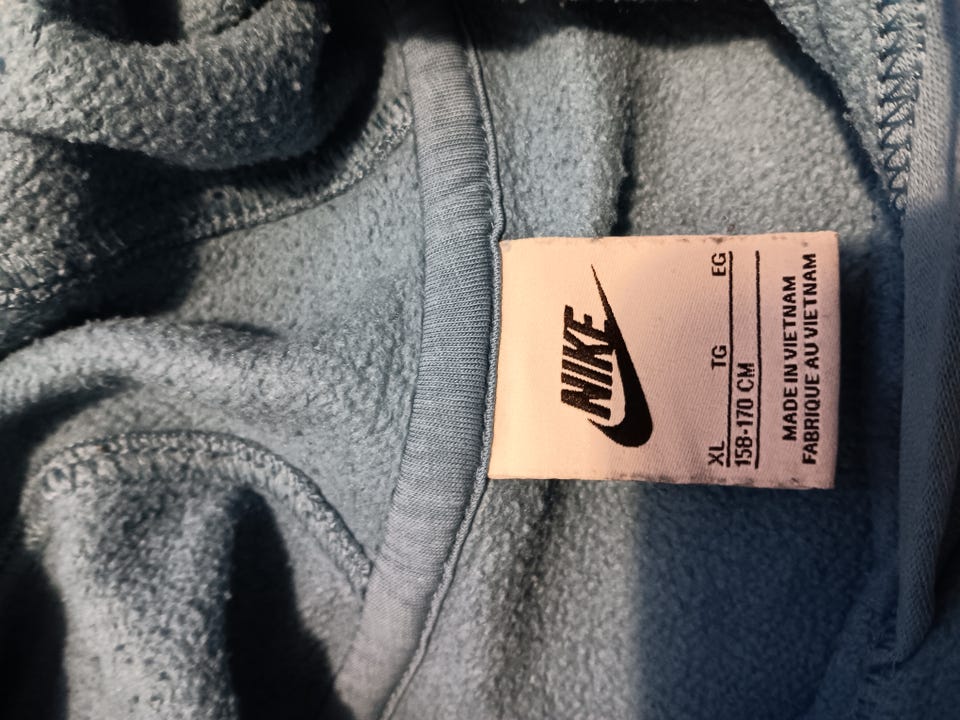 NIKE
XL TG EG
158-170 CM
MADE IN VIETNAM
FABRIQUE AU VIETNAM